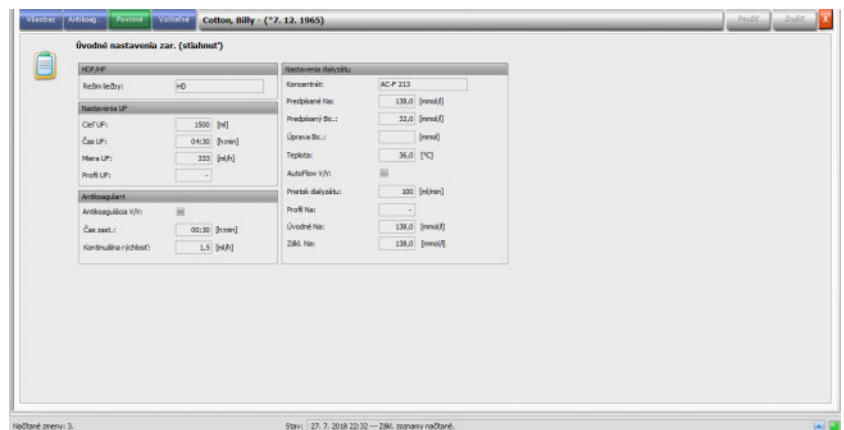 Všeobec
Antikoag.
Povinné
Voliteľné
Cotton, Billy - (*7. 12. 1965)
Použiť
Zrušiť
X
Úvodné nastavenia zar. (stiahnuť)
HDF/HF
Režim liečby: HD
Nastavenia UF
Cieľ UF: 1500 [ml]
Čas UF: 04:30 [h:min]
Miera UF: 333 [ml/h]
Profil UF: -
Antikoagulant
Antikoagulácia V/V:
Čas zast.: 00:30 [h:min]
Kontinuálna rýchlosť: 1,5 [ml/h]
Nastavenia dialyzátu
Koncentrát: AC-F 213
Predpísané Na: 138,0 [mmol/l]
Predpísaný Bic.: 32,0 [mmol/l]
Úprava Bic.: [mmol]
Teplota: 36,0 [°C]
AutoFlow V/V:
Prietok dialyzátu: 100 [ml/min]
Profil Na: -
Úvodné Na: 138,0 [mmol/l]
Zákl. Na: 138,0 [mmol/l]
Načítané zmeny: 3.
Stav: 27. 7. 2018 22:32 --- Zákl. zoznamy načítané.